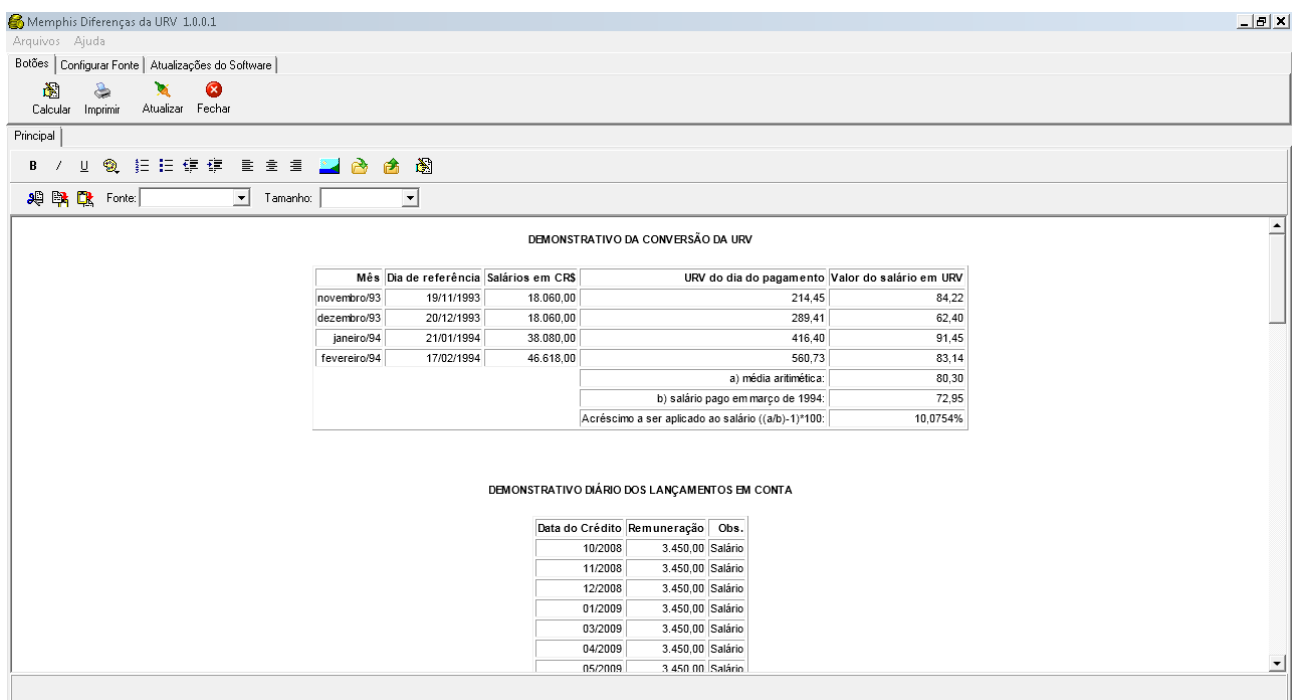 Memphis Diferenças da URV 1.0.0.1
Arquivos Ajuda
Botões Configurar Fonte Atualizações do Software
Calcular Imprimir Atualizar Fechar
Principal
B I U
Fonte: Tamanho:
DEMONSTRATIVO DA CONVERSÃO DA URV
Mês Dia de referência Salários em CR$ URV do dia do pagamento Valor do salário em URV
novembro/93 19/11/1993 18.060,00 214,45 84,22
dezembro/93 20/12/1993 18.060,00 289,41 62,40
janeiro/94 21/01/1994 38.080,00 416,40 91,45
fevereiro/94 17/02/1994 46.618,00 560,73 83,14
a) média aritimética: 80,30
b) salário pago em março de 1994: 72,95
Acréscimo a ser aplicado ao salário ((a/b)-1)*100: 10,0754%
DEMONSTRATIVO DIÁRIO DOS LANÇAMENTOS EM CONTA
Data do Crédito Remuneração Obs.
10/2008 3.450,00 Salário
11/2008 3.450,00 Salário
12/2008 3.450,00 Salário
01/2009 3.450,00 Salário
03/2009 3.450,00 Salário
04/2009 3.450,00 Salário
05/2009 3.450,00 Salário